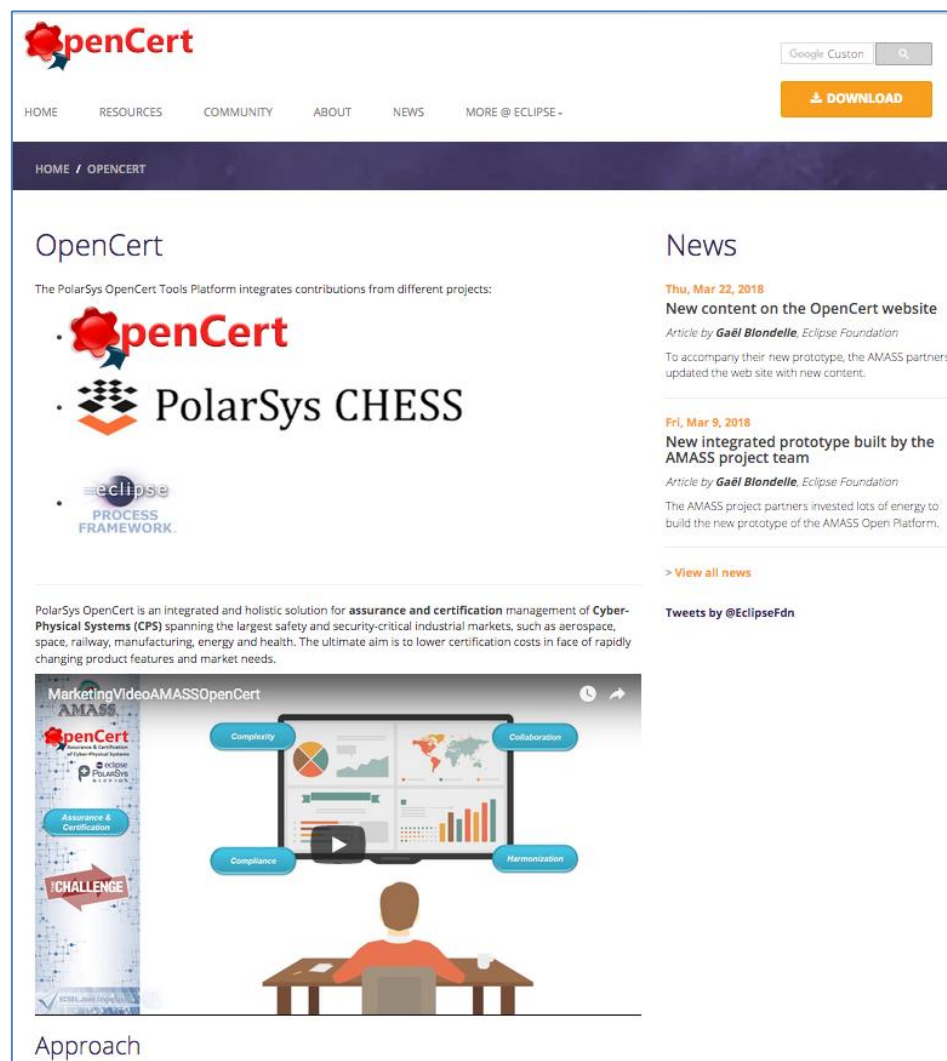 OpenCert
Google Custom
DOWNLOAD
HOME RESOURCES COMMUNITY ABOUT NEWS MORE @ ECLIPSE
HOME / OPENCERT
OpenCert
The PolarSys OpenCert Tools Platform integrates contributions from different projects:
OpenCert
PolarSys CHESS
eclipse
PROCESS
FRAMEWORK.
PolarSys OpenCert is an integrated and holistic solution for assurance and certification management of Cyber-
Physical Systems (CPS) spanning the largest safety and security-critical industrial markets, such as aerospace,
space, railway, manufacturing, energy and health. The ultimate aim is to lower certification costs in face of rapidly
changing product features and market needs.
MarketingVideoAMASSOpenCert
AMASS
OpenCert
Assurance & Certification
of Cyber-Physical Systems
eclipse
POLARSYS
Assurance &
Certification
THE CHALLENGE
ECSEL Joint Undertaking
Complexity
Collaboration
Compliance
Harmonization
Approach
News
Thu, Mar 22, 2018
New content on the OpenCert website
Article by Gaël Blondelle, Eclipse Foundation
To accompany their new prototype, the AMASS partners
updated the web site with new content.
Fri, Mar 9, 2018
New integrated prototype built by the
AMASS project team
Article by Gaël Blondelle, Eclipse Foundation
The AMASS project partners invested lots of energy to
build the new prototype of the AMASS Open Platform.
> View all news
Tweets by @EclipseFdn